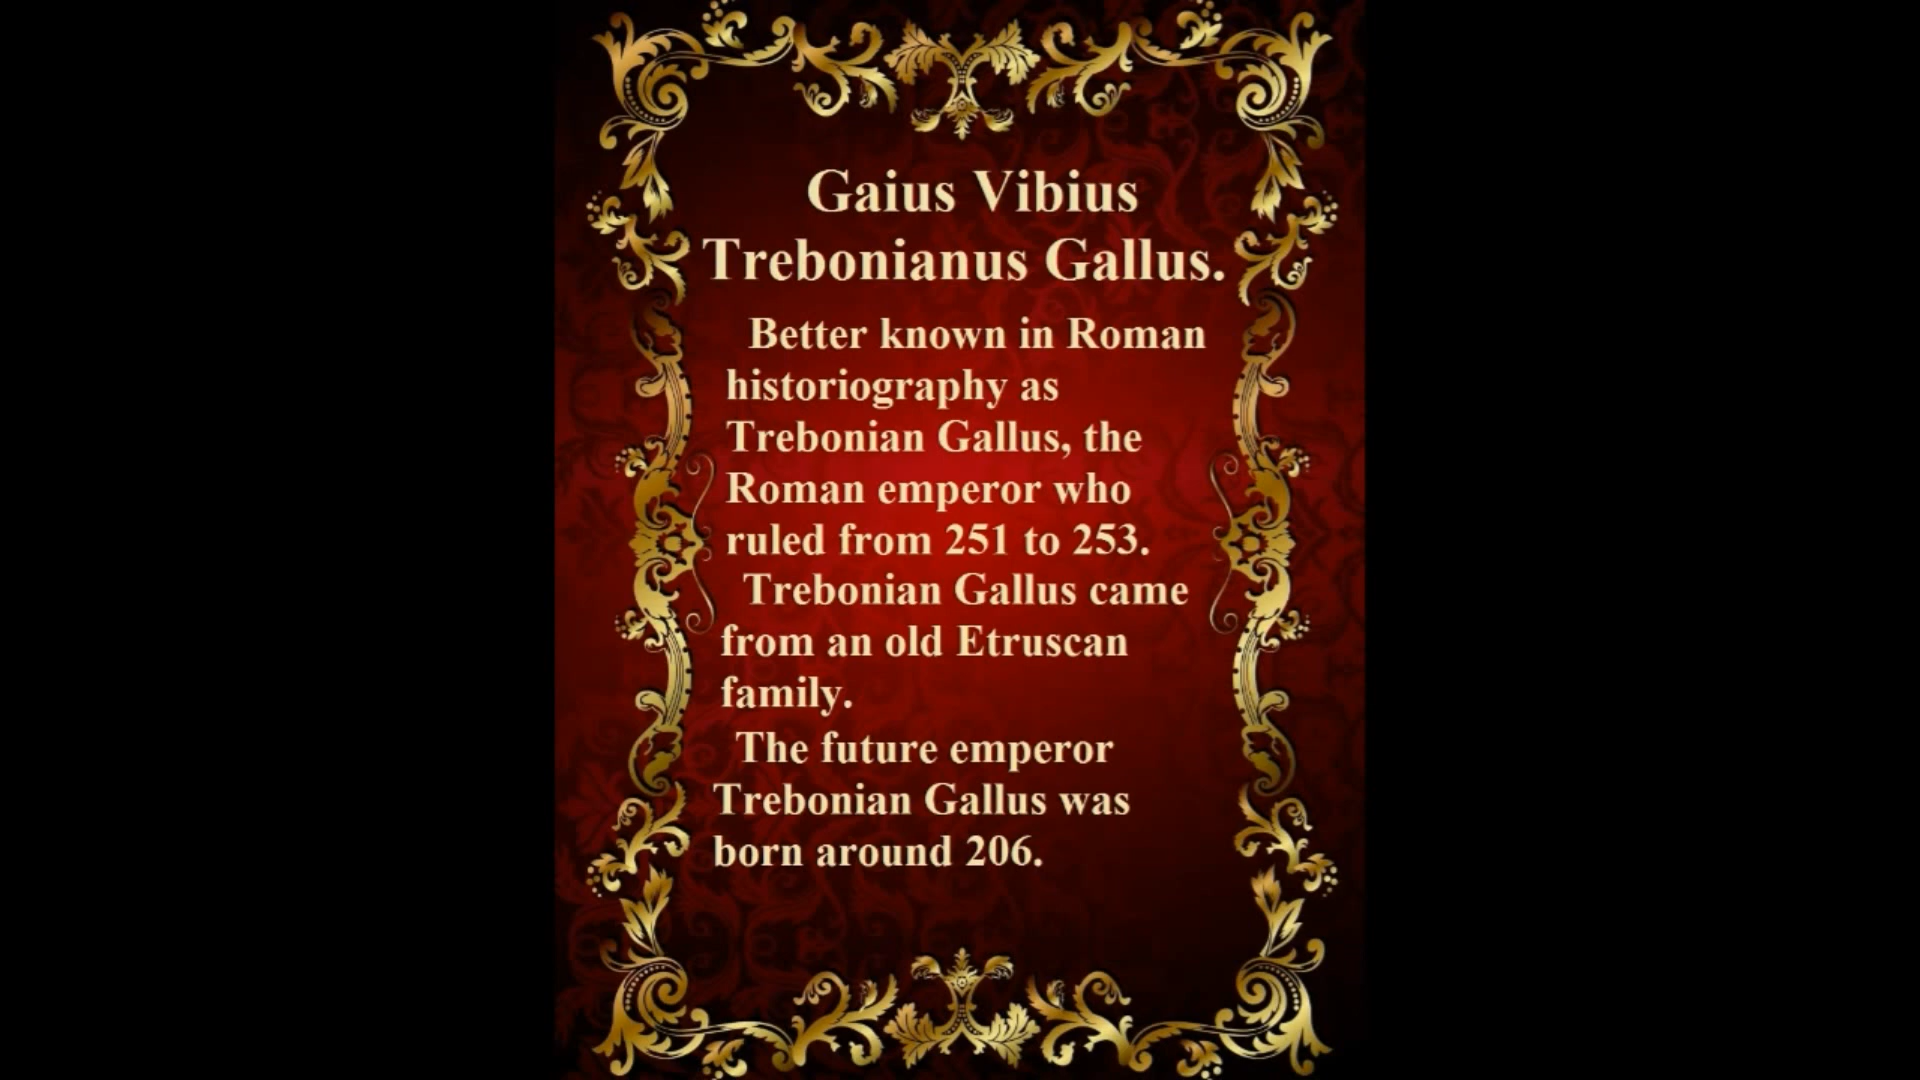 Gaius Vibius
Trebonianus Gallus.
Better known in Roman
historiography as
Trebonian Gallus, the
Roman emperor who
ruled from 251 to 253.
Trebonian Gallus came
from an old Etruscan
family.
The future emperor
Trebonian Gallus was
born around 206.